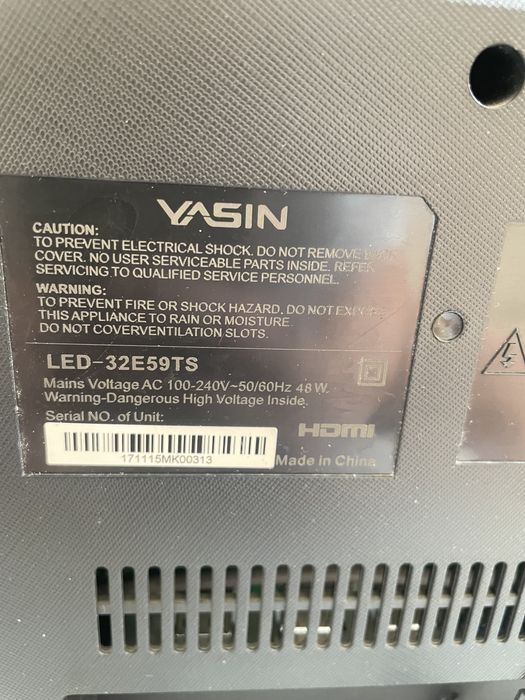 YASIN
CAUTION:
TO PREVENT ELECTRICAL SHOCK. DO NOT REMOVE
COVER. NO USER SERVICEABLE PARTS INSIDE. REFER
SERVICING TO QUALIFIED SERVICE PERSONNEL.
WARNING:
TO PREVENT FIRE OR SHOCK HAZARD. DO NOT EXPOSE
THIS APPLIANCE TO RAIN OR MOISTURE.
DO NOT COVERVENTILATION SLOTS.
LED-32E59TS
Mains Voltage AC 100-240V~50/60Hz 48 W.
Warning-Dangerous High Voltage Inside.
Serial NO. of Unit:
HDMI
171115MK00313
Made in China